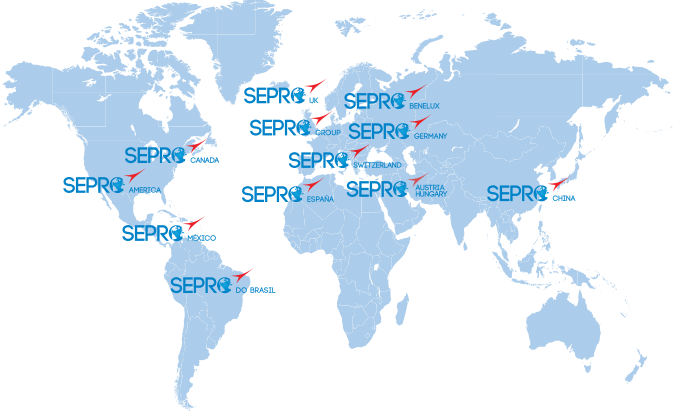 SEPRO UK
SEPRO BENELUX
SEPRO GROUP
SEPRO GERMANY
SEPRO CANADA
SEPRO SWITZERLAND
SEPRO AMERICA
SEPRO ESPAÑA
SEPRO AUSTRIA
HUNGARY
SEPRO CHINA
SEPRO MÉXICO
SEPRO DO BRASIL